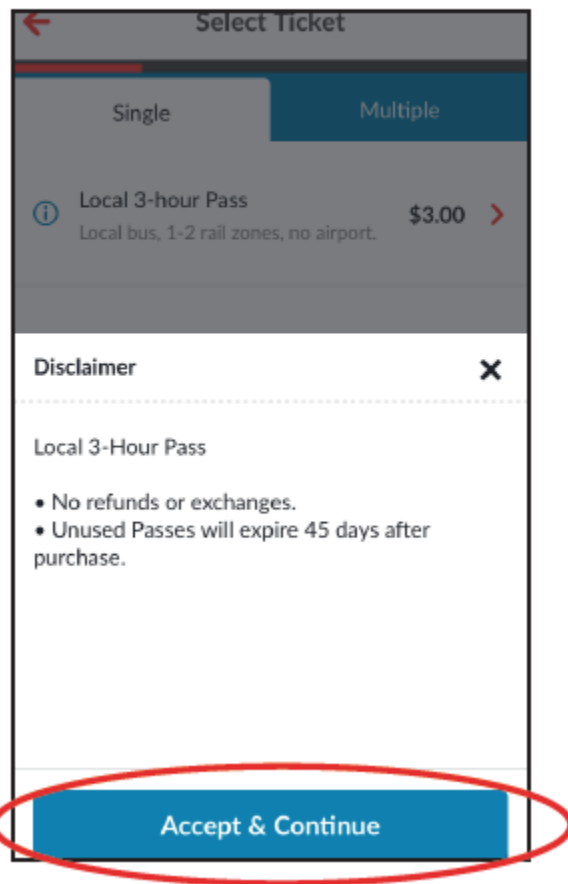 Select Ticket
Single
Multiple
Local 3-hour Pass
$3.00
Local bus, 1-2 rail zones, no airport.
Disclaimer
Local 3-Hour Pass
• No refunds or exchanges.
• Unused Passes will expire 45 days after
purchase.
Accept & Continue